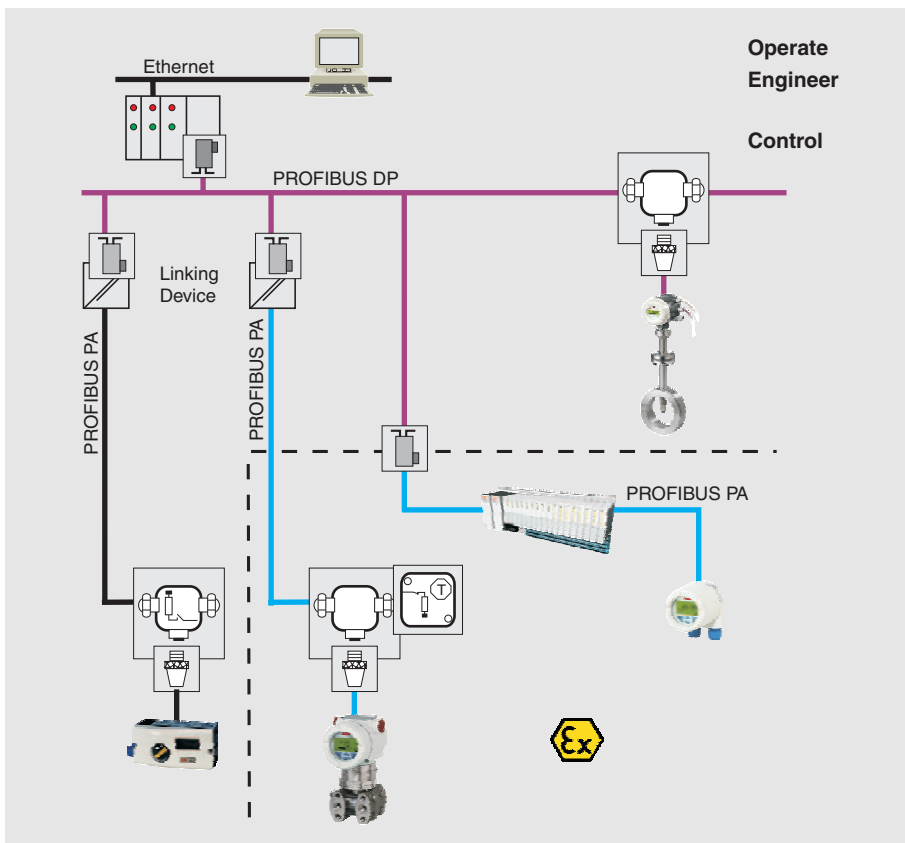 Operate
Engineer
Ethernet
Control
PROFIBUS DP
Linking
Device
PROFIBUS PA
PROFIBUS PA
PROFIBUS PA
T
Ex